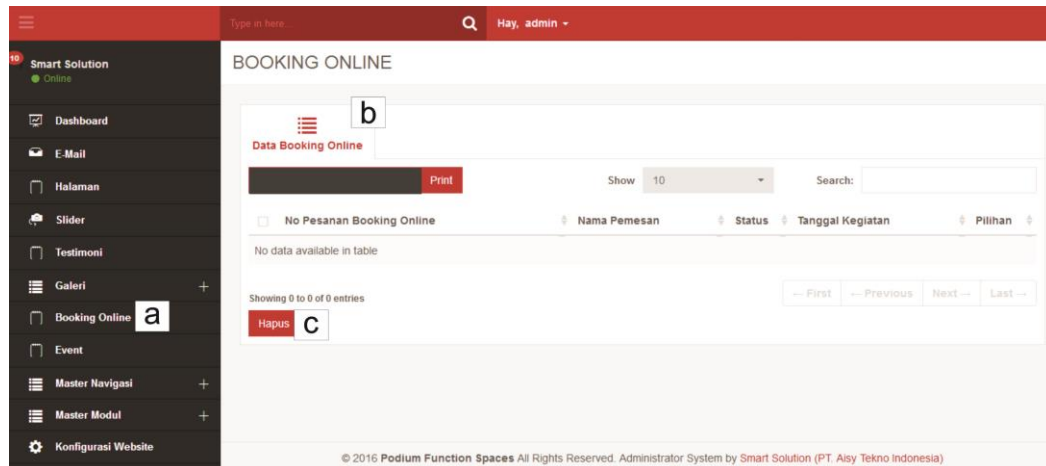 Type in here...
Hay, admin
10
Smart Solution
Online
BOOKING ONLINE
Dashboard
E-Mail
Halaman
Slider
Testimoni
Galeri +
Booking Online a
Event
Master Navigasi +
Master Modul +
Konfigurasi Website
b
Data Booking Online
Print Show 10 Search:
No Pesanan Booking Online Nama Pemesan Status Tanggal Kegiatan Pilihan
No data available in table
Showing 0 to 0 of 0 entries
← First ← Previous Next → Last →
Hapus c
© 2016 Podium Function Spaces All Rights Reserved. Administrator System by Smart Solution (PT. Aisy Tekno Indonesia)